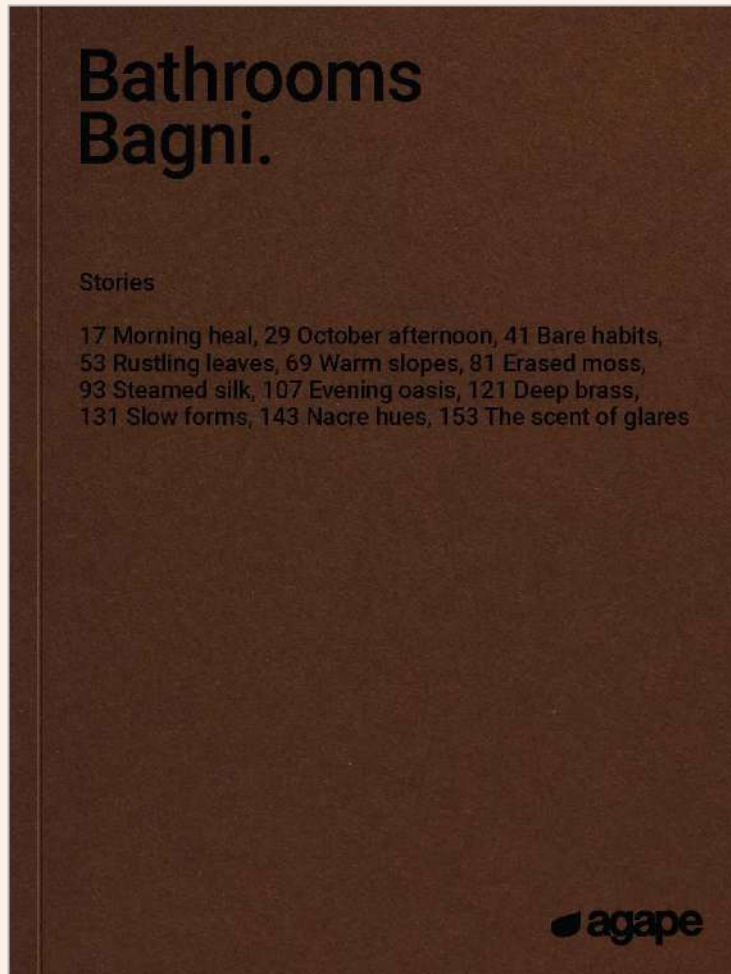 Bathrooms
Bagni.
Stories
17 Morning heal, 29 October afternoon, 41 Bare habits,
53 Rustling leaves, 69 Warm slopes, 81 Erased moss,
93 Steamed silk, 107 Evening oasis, 121 Deep brass,
131 Slow forms, 143 Nacre hues, 153 The scent of glares
agape